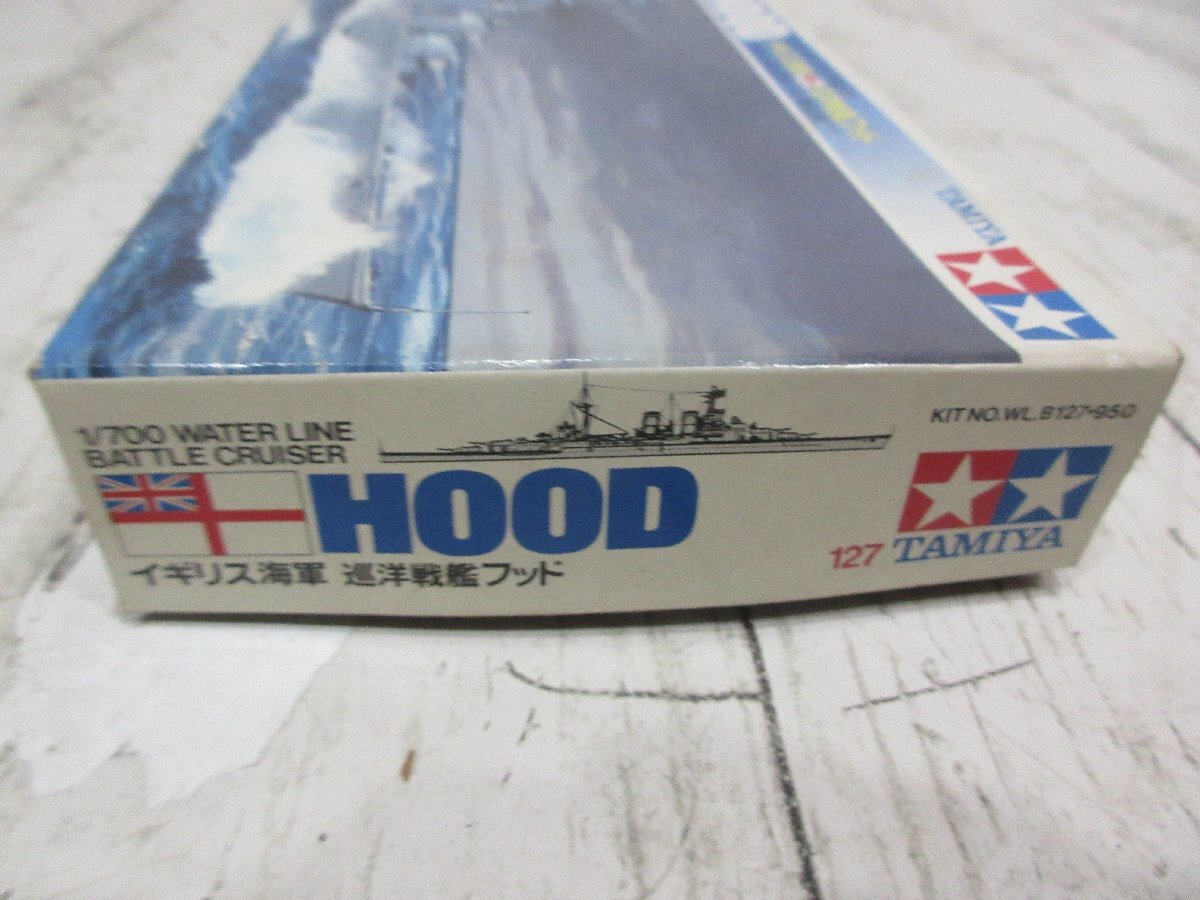 TAMIYA
1/700 WATER LINE
BATTLE CRUISER
KIT NO.WL.B127-950
HOOD
イギリス海軍 巡洋戦艦フッド
127 TAMIYA